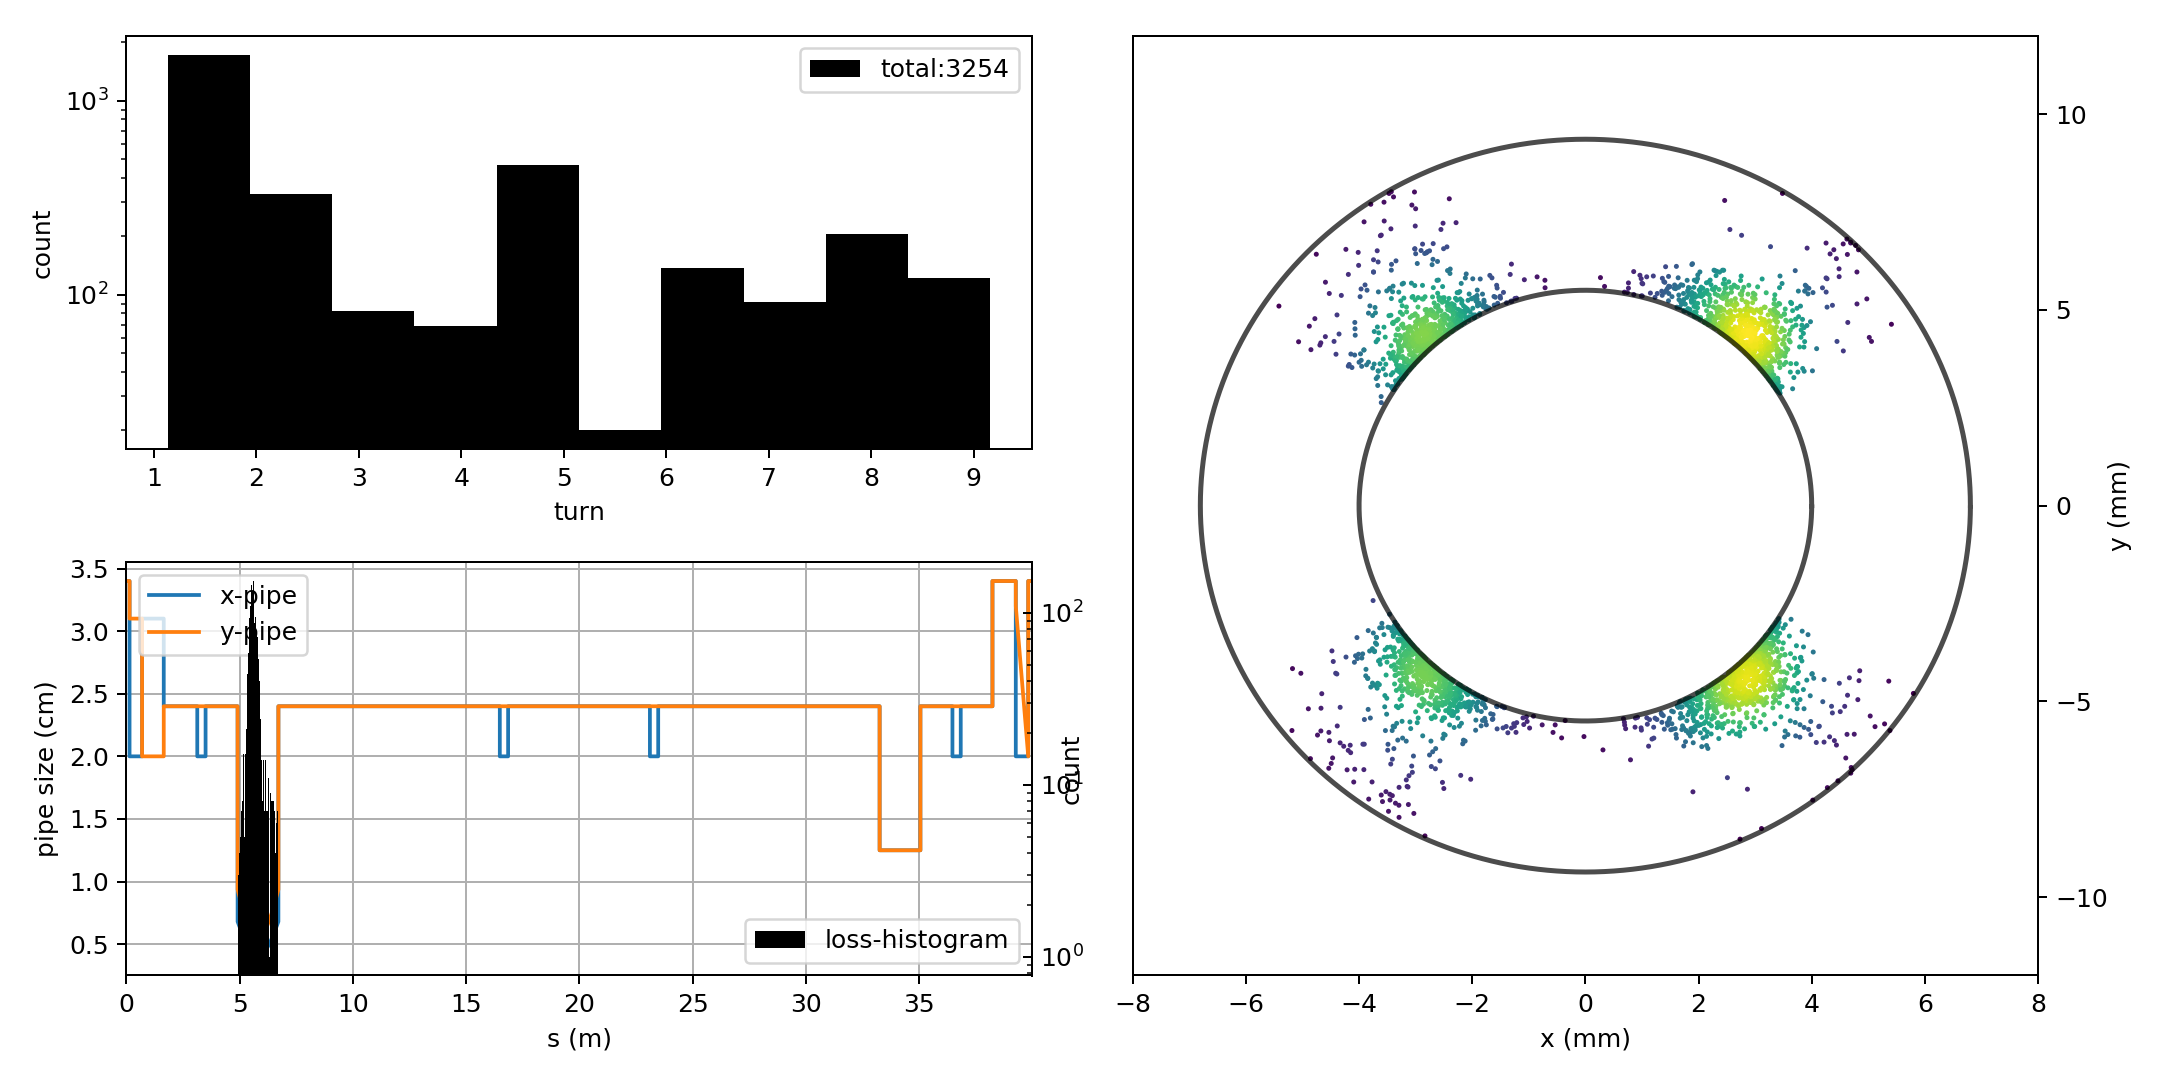 10³
10²
count
total:3254
1 2 3 4 5 6 7 8 9
turn
3.5
3.0
2.5
2.0
1.5
1.0
0.5
pipe size (cm)
x-pipe
y-pipe
loss-histogram
10²
10¹
10⁰
count
0 5 10 15 20 25 30 35
s (m)
10
5
0
−5
−10
y (mm)
−8 −6 −4 −2 0 2 4 6 8
x (mm)